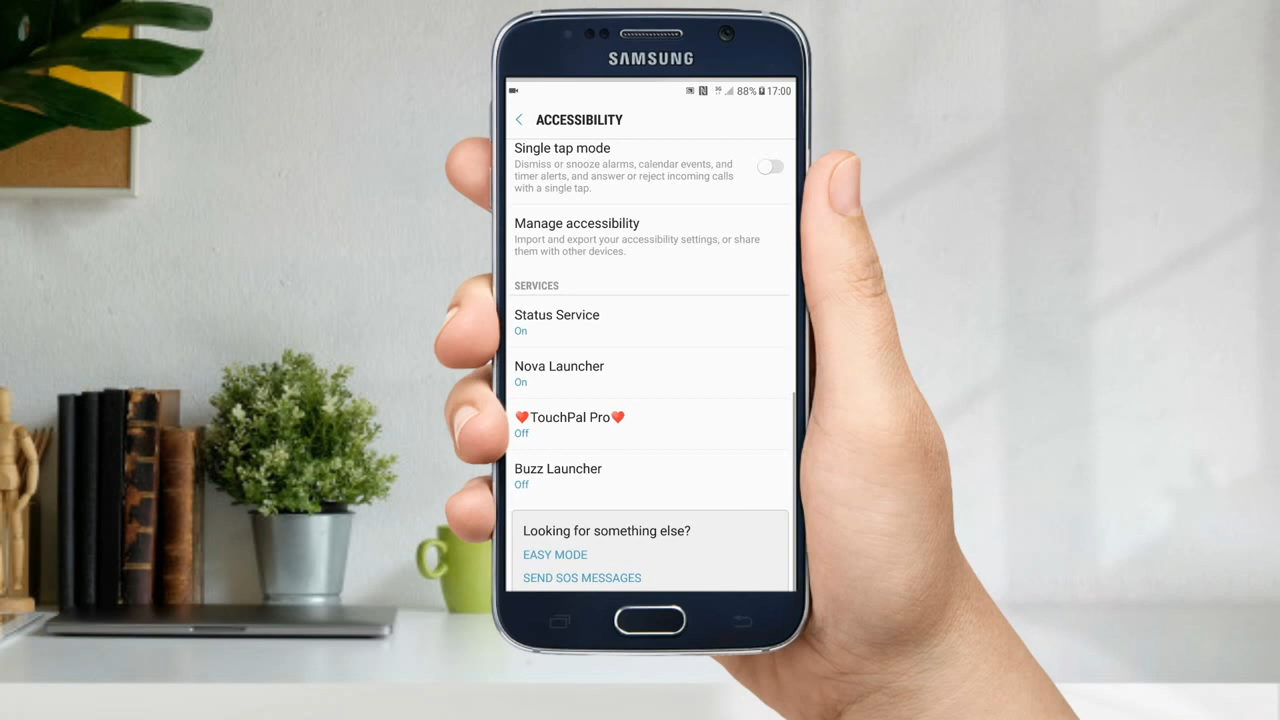 SAMSUNG
3G 88% 17:00
ACCESSIBILITY
Single tap mode
Dismiss or snooze alarms, calendar events, and
timer alerts, and answer or reject incoming calls
with a single tap.
Manage accessibility
Import and export your accessibility settings, or share
them with other devices.
SERVICES
Status Service
On
Nova Launcher
On
❤️TouchPal Pro❤️
Off
Buzz Launcher
Off
Looking for something else?
EASY MODE
SEND SOS MESSAGES